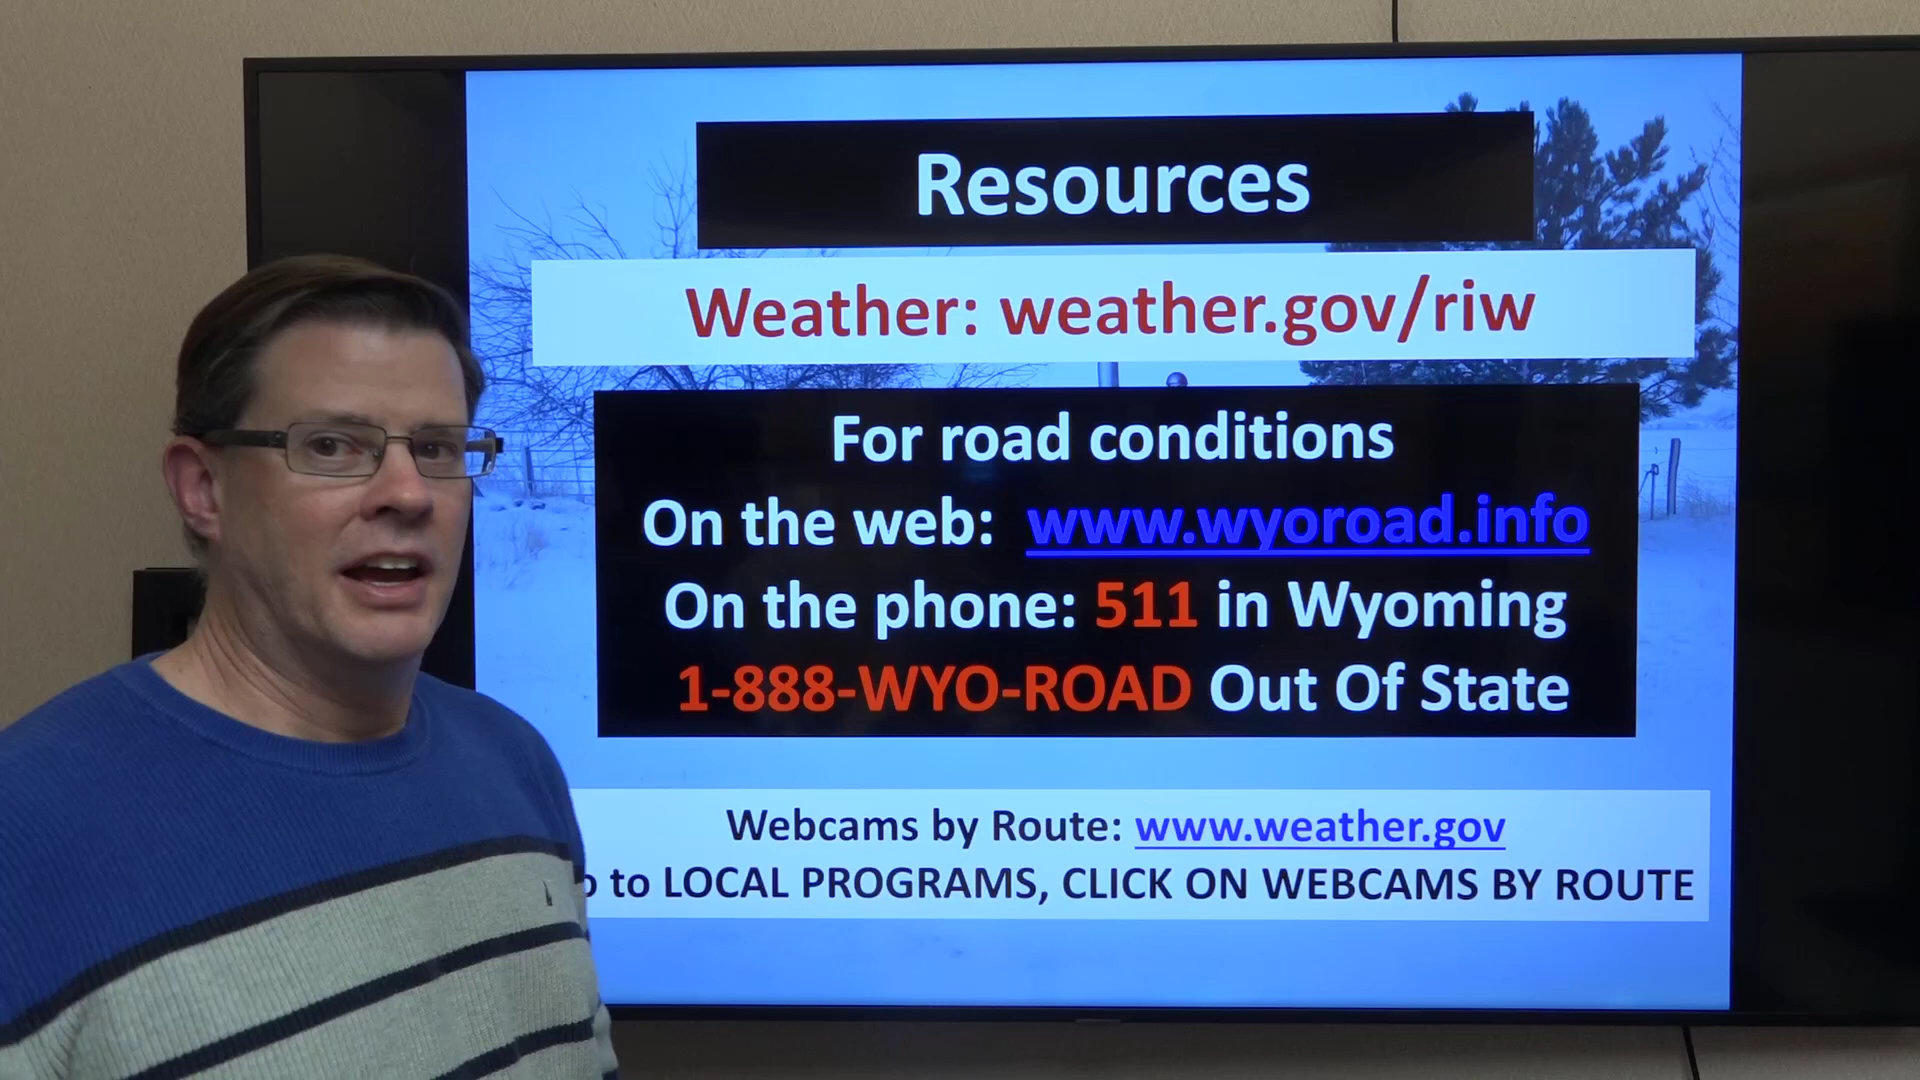 Resources
Weather: weather.gov/riw
For road conditions
On the web: www.wyoroad.info
On the phone: 511 in Wyoming
1-888-WYO-ROAD Out Of State
Webcams by Route: www.weather.gov
to LOCAL PROGRAMS, CLICK ON WEBCAMS BY ROUTE